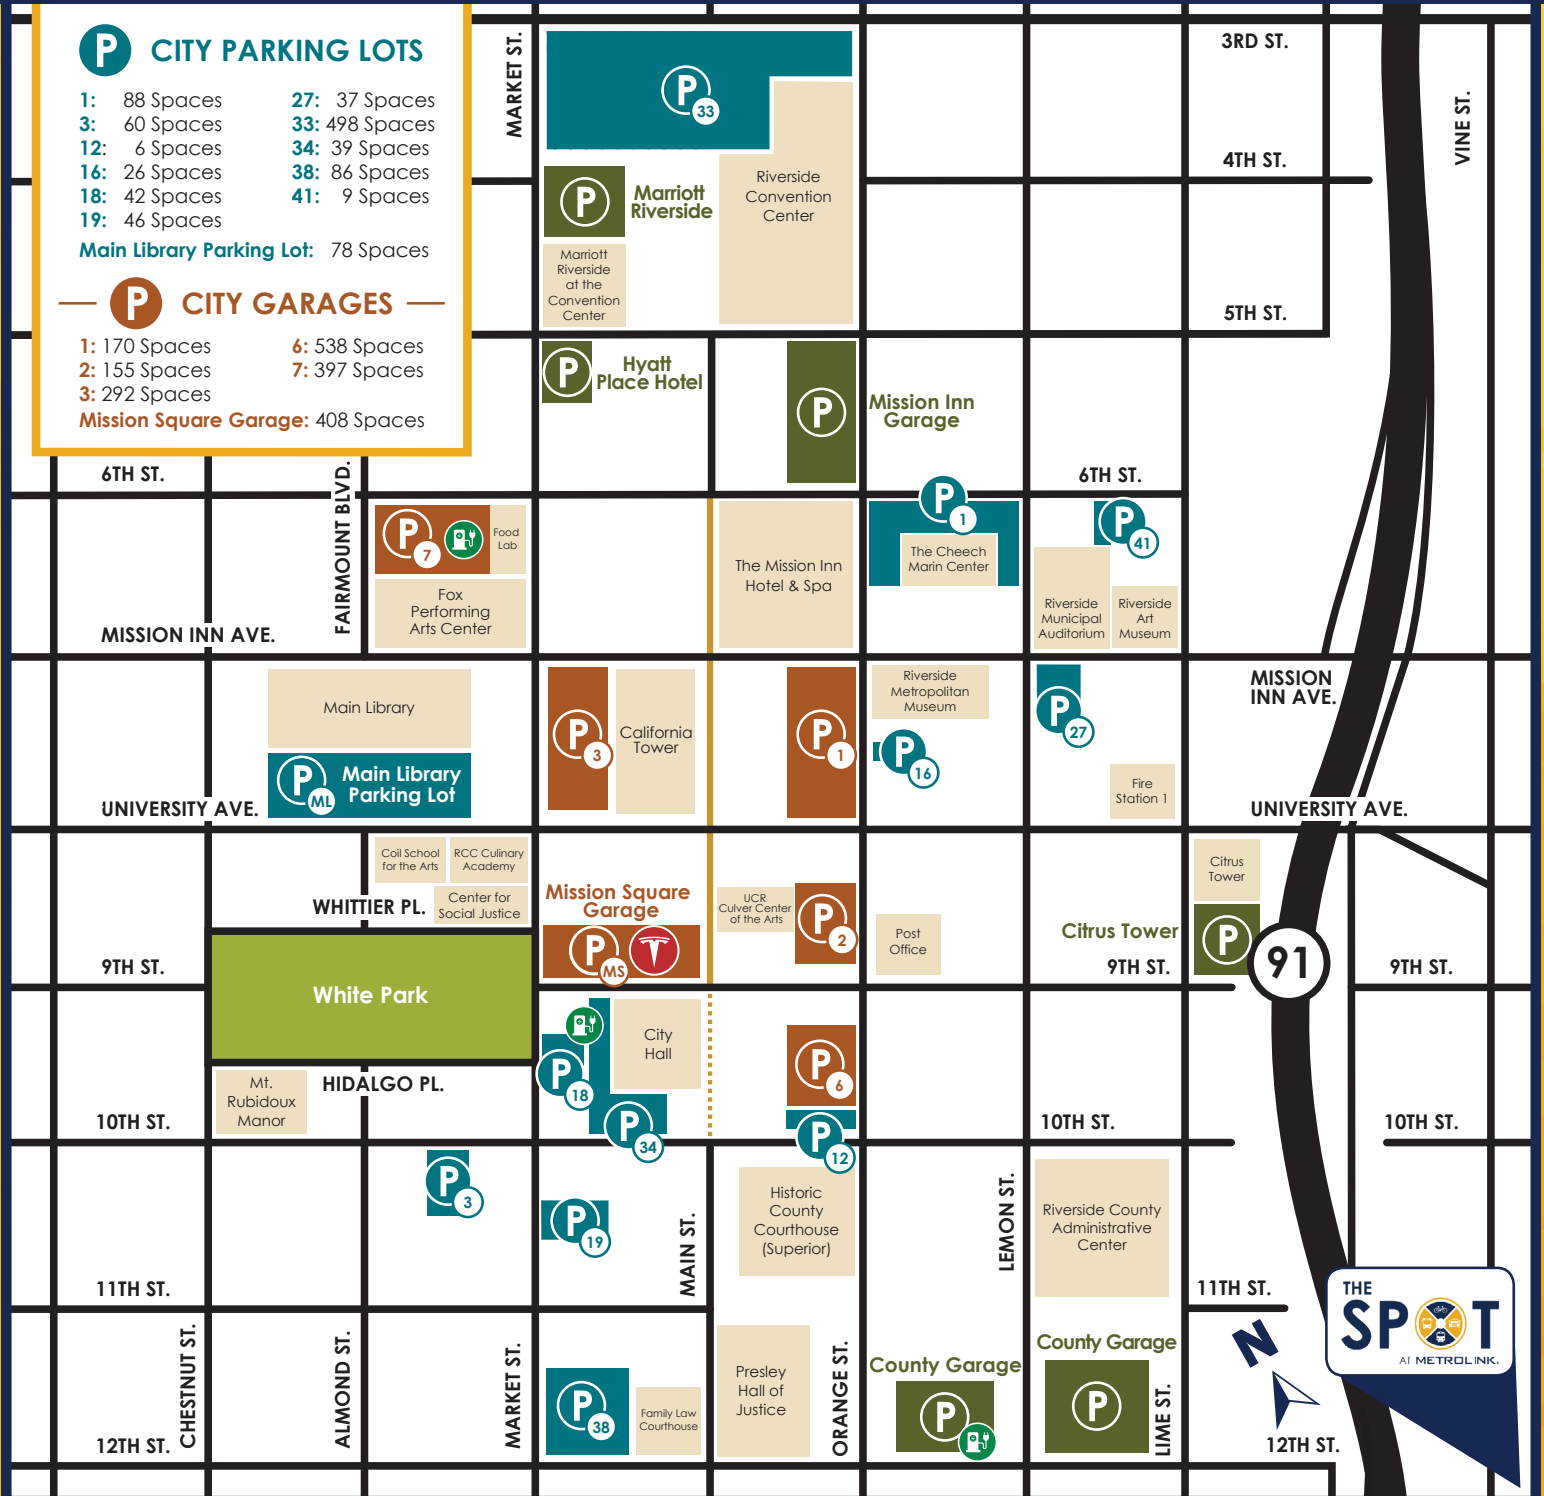 P CITY PARKING LOTS
1: 88 Spaces
3: 60 Spaces
12: 6 Spaces
16: 26 Spaces
18: 42 Spaces
19: 46 Spaces
27: 37 Spaces
33: 498 Spaces
34: 39 Spaces
38: 86 Spaces
41: 9 Spaces
Main Library Parking Lot: 78 Spaces
P CITY GARAGES
1: 170 Spaces
2: 155 Spaces
3: 292 Spaces
6: 538 Spaces
7: 397 Spaces
Mission Square Garage: 408 Spaces
MARKET ST.
P
33
3RD ST.
VINE ST.
4TH ST.
P
Marriott
Riverside
Riverside
Convention
Center
Marriott
Riverside
at the
Convention
Center
5TH ST.
P
Hyatt
Place Hotel
P
Mission Inn
Garage
6TH ST.
FAIRMOUNT BLVD.
6TH ST.
P
7
Food
Lab
Fox
Performing
Arts Center
The Mission Inn
Hotel & Spa
P
1
The Cheech
Marin Center
P
41
Riverside
Municipal
Auditorium
Riverside
Art
Museum
MISSION INN AVE.
MISSION
INN AVE.
Main Library
P
ML
Main Library
Parking Lot
P
3
California
Tower
P
1
Riverside
Metropolitan
Museum
P
16
P
27
Fire
Station 1
UNIVERSITY AVE.
UNIVERSITY AVE.
Coil School
for the Arts
RCC Culinary
Academy
Center for
Social Justice
WHITTIER PL.
Mission Square
Garage
P
MS
T
UCR
Culver Center
of the Arts
P
2
Post
Office
Citrus
Tower
Citrus Tower
P
91
9TH ST.
9TH ST.
9TH ST.
White Park
City
Hall
P
18
P
34
P
6
P
12
Mt.
Rubidoux
Manor
HIDALGO PL.
10TH ST.
10TH ST.
10TH ST.
P
3
P
19
MAIN ST.
Historic
County
Courthouse
(Superior)
LEMON ST.
Riverside County
Administrative
Center
11TH ST.
11TH ST.
CHESTNUT ST.
ALMOND ST.
MARKET ST.
P
38
Family Law
Courthouse
Presley
Hall of
Justice
ORANGE ST.
County Garage
P
County Garage
P
LIME ST.
N
THE
SPOT
AT METROLINK.
12TH ST.
12TH ST.